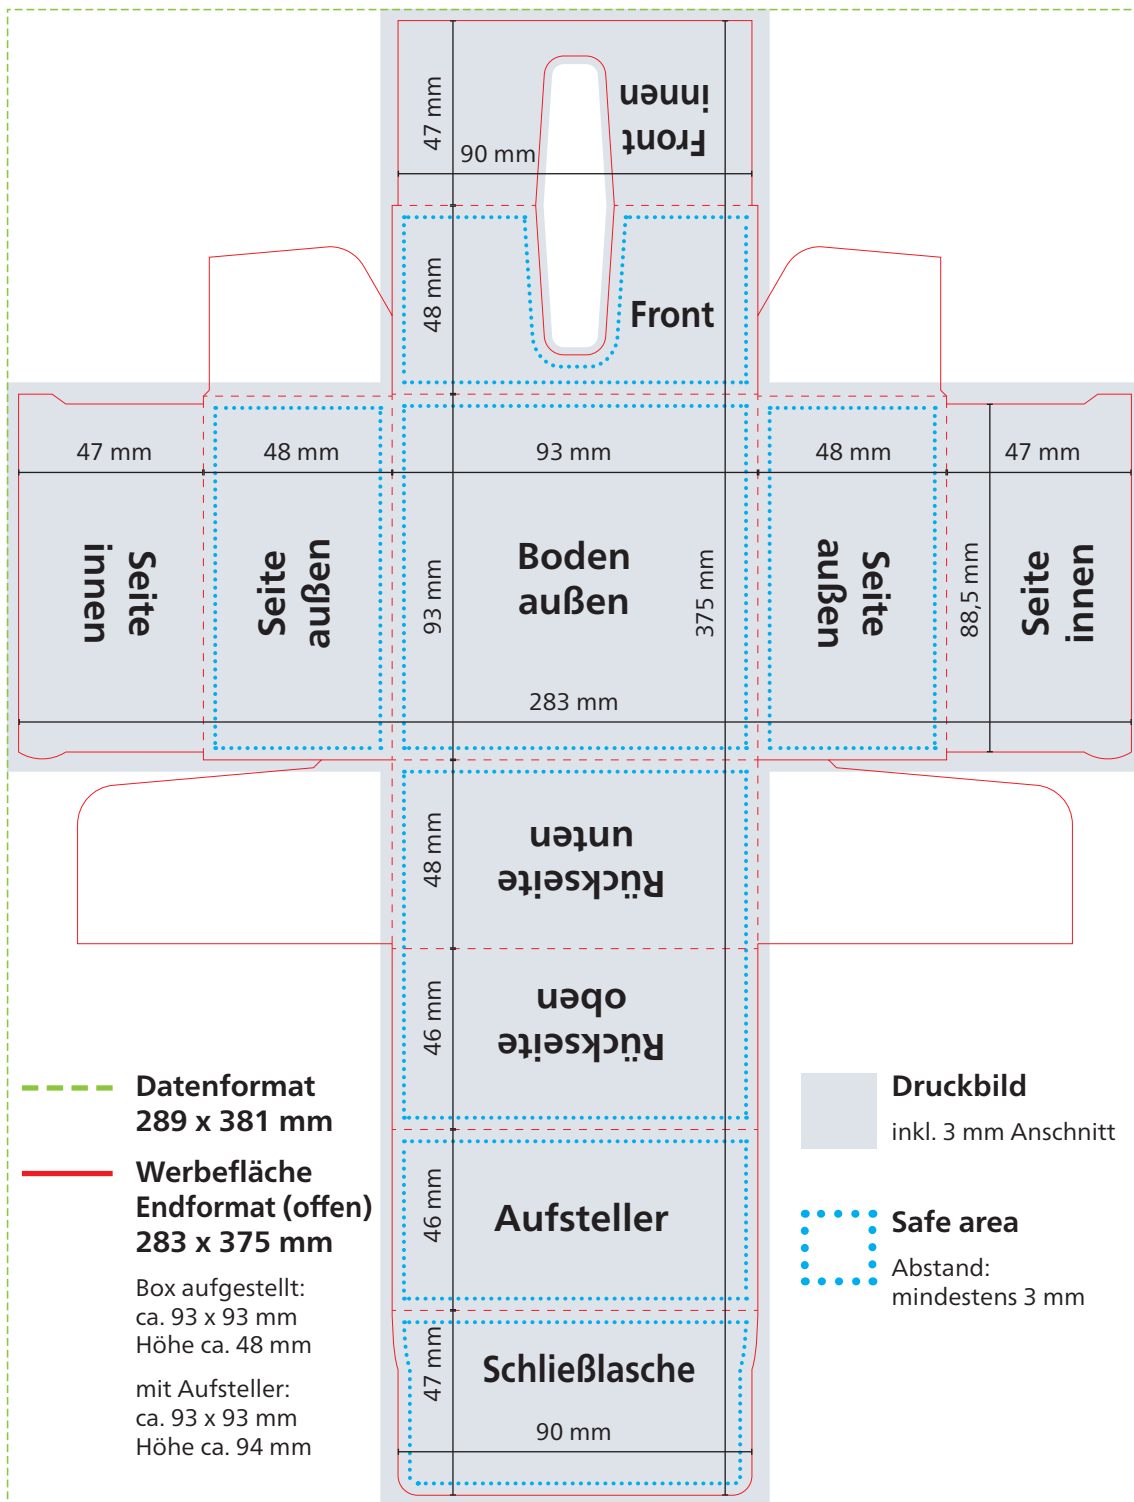 Front
innen
47 mm
90 mm
48 mm
Front
47 mm
48 mm
93 mm
48 mm
47 mm
Seite
innen
Seite
außen
93 mm
Boden
außen
375 mm
Seite
außen
88,5 mm
Seite
innen
283 mm
48 mm
Rückseite
unten
46 mm
Rückseite
oben
46 mm
Aufsteller
47 mm
Schließlasche
90 mm
Datenformat
289 x 381 mm
Werbefläche
Endformat (offen)
283 x 375 mm
Box aufgestellt:
ca. 93 x 93 mm
Höhe ca. 48 mm
mit Aufsteller:
ca. 93 x 93 mm
Höhe ca. 94 mm
Druckbild
inkl. 3 mm Anschnitt
Safe area
Abstand:
mindestens 3 mm